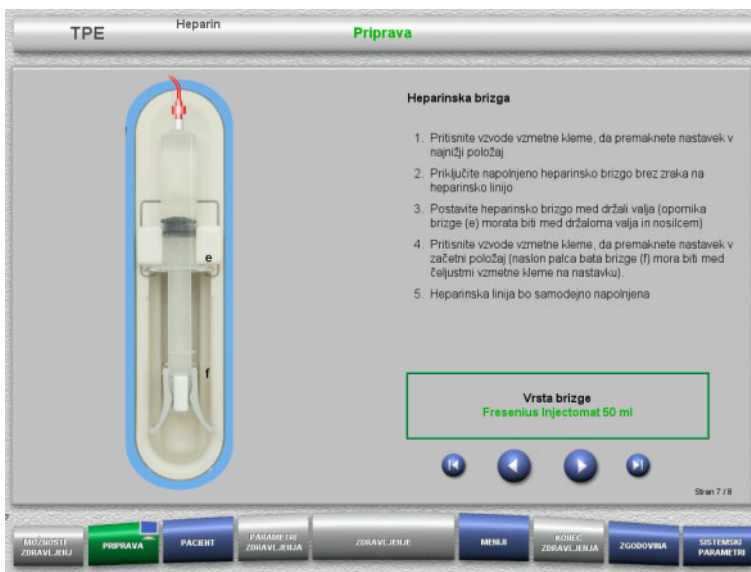 TPE
Heparin
Priprava
Heparinska brizga
1. Pritisnite vzvode vzmetne kleme, da premaknete nastavek v
najnižji položaj
2. Priključite napolnjeno heparinsko brizgo brez zraka na
heparinsko linijo
3. Postavite heparinsko brizgo med držali valja (opornika
brizge (e) morata biti med držaloma valja in nosilcem)
4. Pritisnite vzvode vzmetne kleme, da premaknete nastavek v
začetni položaj (naslon palca bata brizge (f) mora biti med
čeljustmi vzmetne kleme na nastavku).
5. Heparinska linija bo samodejno napolnjena
e
f
Vrsta brizge
Fresenius Injectomat 50 ml
Stran 7 / 8
7
MOŽNOSTI
ZDRAVLJENJ
PRIPRAVA
PACIENT
PARAMETRI
ZDRAVLJENJA
ZDRAVLJENJE
MENIJI
KONEC
ZDRAVLJENJA
ZGODOVINA
SISTEMSKI
PARAMETRI